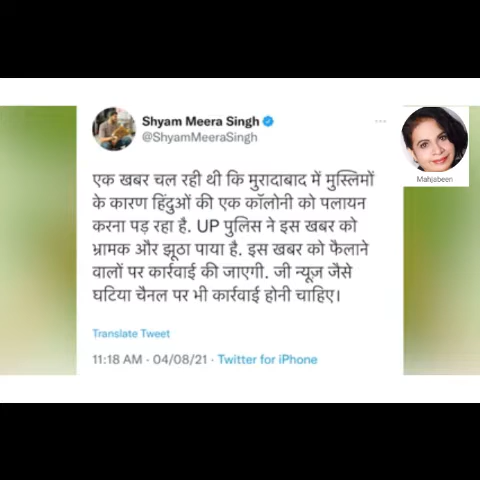 Shyam Meera Singh
@ShyamMeeraSingh
Mahjabeen
एक खबर चल रही थी कि मुरादाबाद में मुस्लिमों
के कारण हिंदुओं की एक कॉलोनी को पलायन
करना पड़ रहा है. UP पुलिस ने इस खबर को
भ्रामक और झूठा पाया है. इस खबर को फैलाने
वालों पर कार्रवाई की जाएगी. जी न्यूज़ जैसे
घटिया चैनल पर भी कार्रवाई होनी चाहिए।
Translate Tweet
11:18 AM · 04/08/21 · Twitter for iPhone